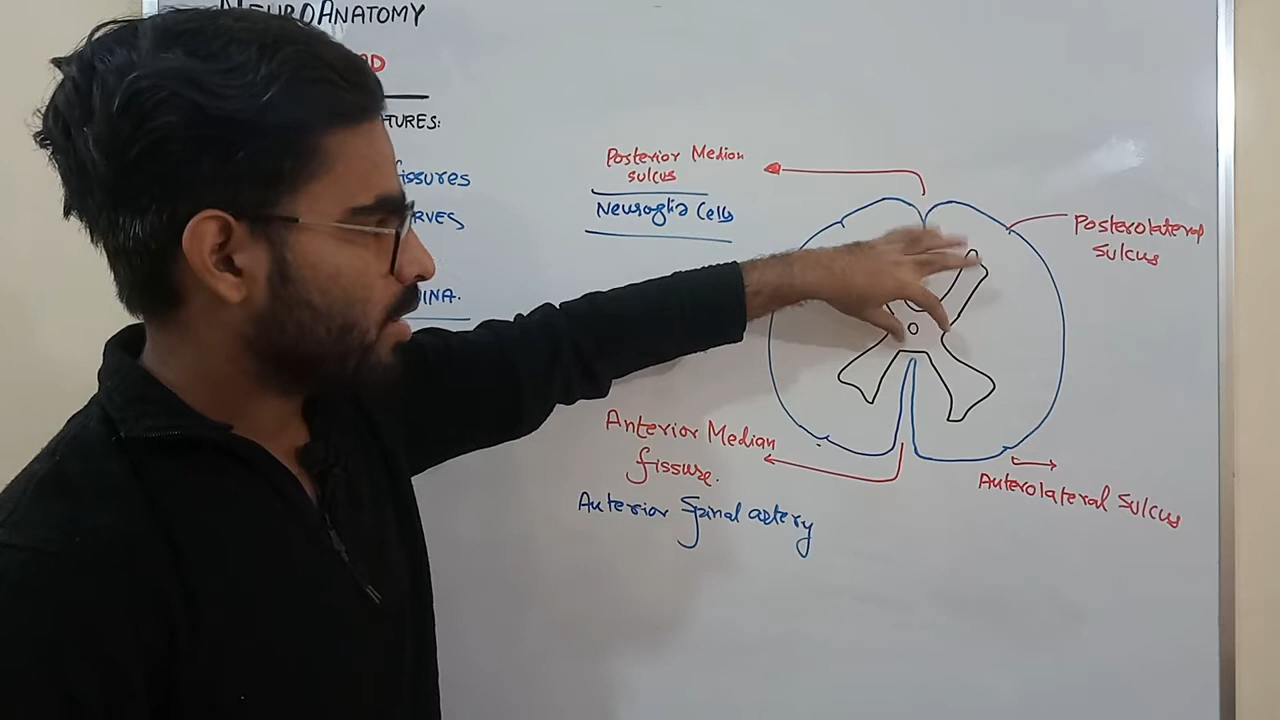 NEUROANATOMY
D
TURES:
fissures
RVES
INA.
Posterior Median
sulcus
Neuroglia Cells
Posterolateral
sulcus
Anterior Median
fissure.
Anterior Spinal artery
Anterolateral Sulcus